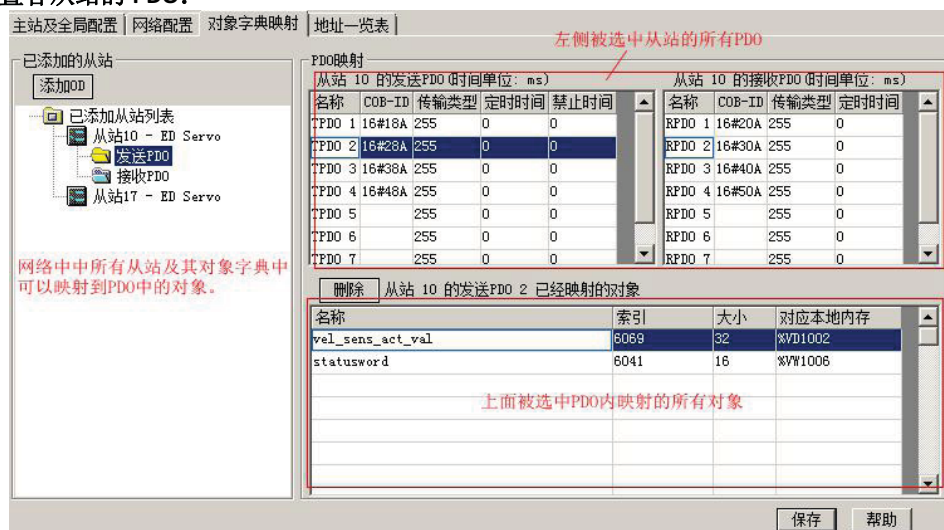 置各从站的PDO.
主站及全局配置 网络配置 对象字典映射 地址一览表
左侧被选中从站的所有PDO
已添加的从站
添加OD
已添加从站列表
从站10 - ED Servo
发送PDO
接收PDO
从站17 - ED Servo
网络中中所有从站及其对象字典中
可以映射到PDO中的对象。
PDO映射
从站 10 的发送PDO(时间单位: ms)
名称 COB-ID 传输类型 定时时间 禁止时间
TPDO 1 16#18A 255 0 0
TPDO 2 16#28A 255 0 0
TPDO 3 16#38A 255 0 0
TPDO 4 16#48A 255 0 0
TPDO 5 255 0 0
TPDO 6 255 0 0
TPDO 7 255 0 0
从站 10 的接收PDO(时间单位: ms)
名称 COB-ID 传输类型 定时时间
RPDO 1 16#20A 255 0
RPDO 2 16#30A 255 0
RPDO 3 16#40A 255 0
RPDO 4 16#50A 255 0
RPDO 5 255 0
RPDO 6 255 0
RPDO 7 255 0
删除 从站 10 的发送PDO 2 已经映射的对象
名称 索引 大小 对应本地内存
vel_sens_act_val 6069 32 %VD1002
statusword 6041 16 %VW1006
上面被选中PDO内映射的所有对象
保存 帮助